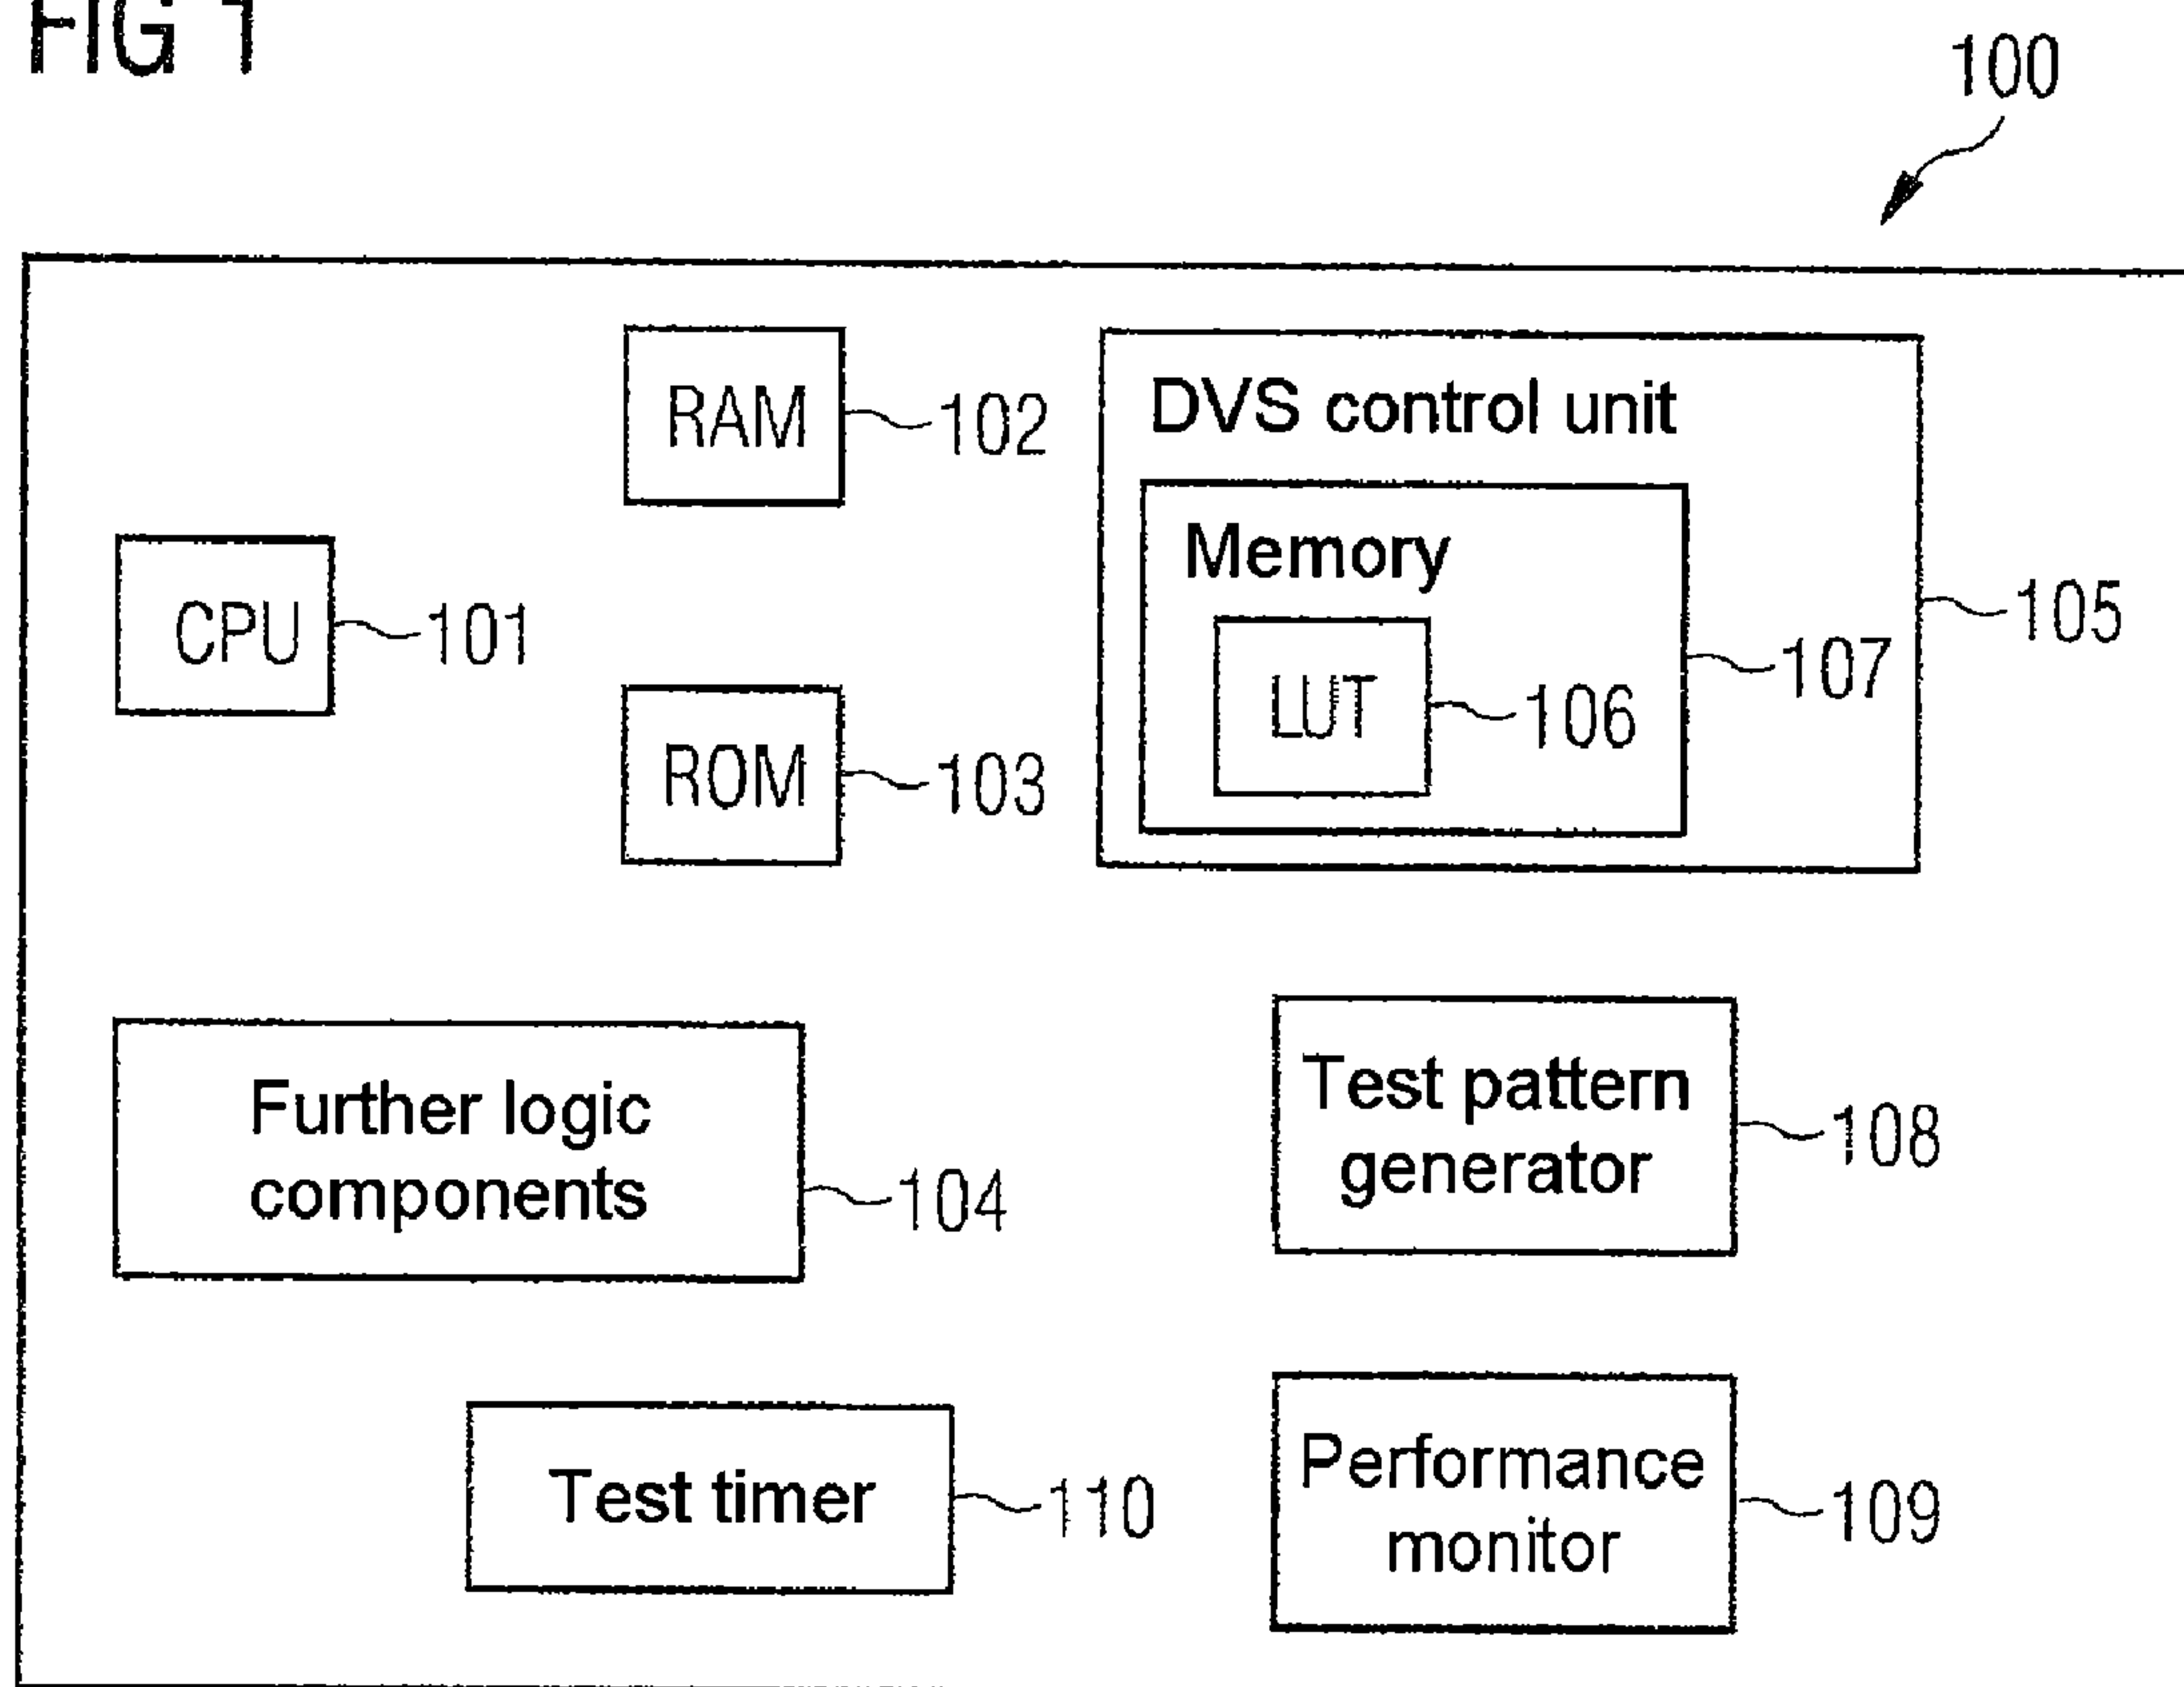 FIG 1
100
RAM
102
DVS control unit
Memory
CPU
101
105
107
LUT
106
ROM
103
Further logic
components
104
Test pattern
generator
108
Test timer
110
Performance
monitor
109